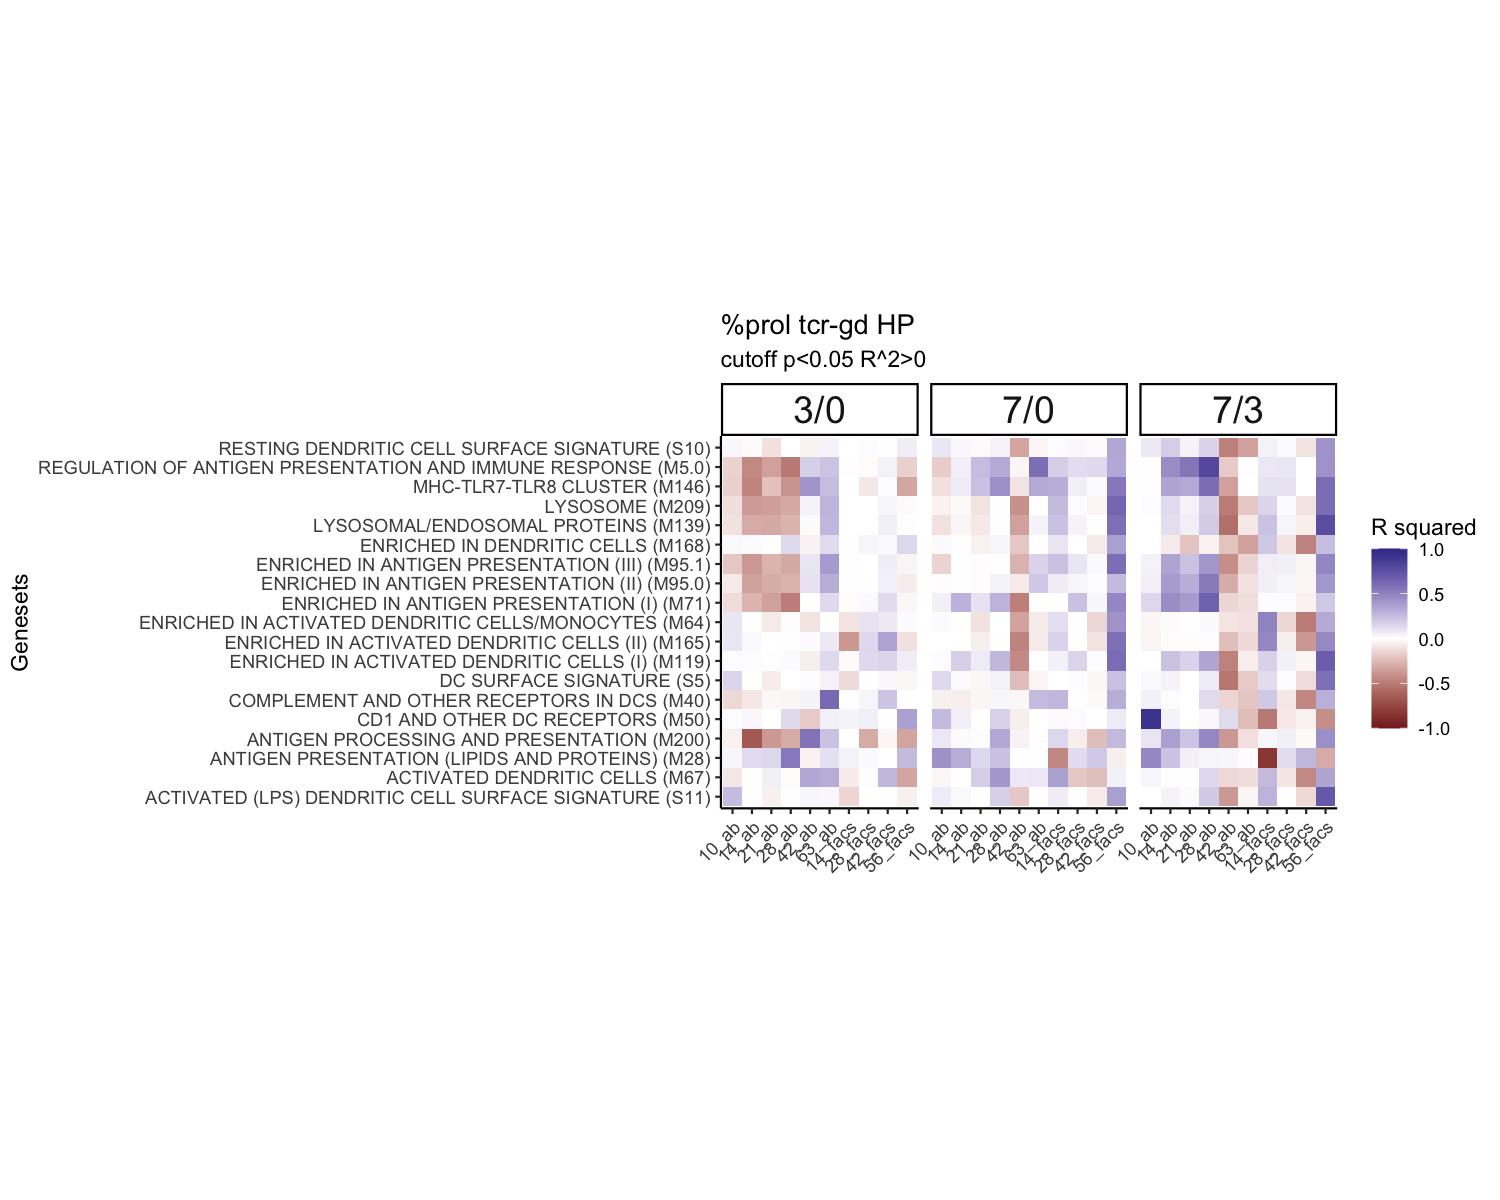 %prol tcr-gd HP
cutoff p<0.05 R^2>0
3/0 7/0 7/3
RESTING DENDRITIC CELL SURFACE SIGNATURE (S10)
REGULATION OF ANTIGEN PRESENTATION AND IMMUNE RESPONSE (M5.0)
MHC-TLR7-TLR8 CLUSTER (M146)
LYSOSOME (M209)
LYSOSOMAL/ENDOSOMAL PROTEINS (M139)
ENRICHED IN DENDRITIC CELLS (M168)
ENRICHED IN ANTIGEN PRESENTATION (III) (M95.1)
ENRICHED IN ANTIGEN PRESENTATION (II) (M95.0)
ENRICHED IN ANTIGEN PRESENTATION (I) (M71)
ENRICHED IN ACTIVATED DENDRITIC CELLS/MONOCYTES (M64)
ENRICHED IN ACTIVATED DENDRITIC CELLS (II) (M165)
ENRICHED IN ACTIVATED DENDRITIC CELLS (I) (M119)
DC SURFACE SIGNATURE (S5)
COMPLEMENT AND OTHER RECEPTORS IN DCS (M40)
CD1 AND OTHER DC RECEPTORS (M50)
ANTIGEN PROCESSING AND PRESENTATION (M200)
ANTIGEN PRESENTATION (LIPIDS AND PROTEINS) (M28)
ACTIVATED DENDRITIC CELLS (M67)
ACTIVATED (LPS) DENDRITIC CELL SURFACE SIGNATURE (S11)
Genesets
10_ab 14_ab 21_ab 28_ab 42_ab 63_ab 14_facs 28_facs 42_facs 56_facs
10_ab 14_ab 21_ab 28_ab 42_ab 63_ab 14_facs 28_facs 42_facs 56_facs
10_ab 14_ab 21_ab 28_ab 42_ab 63_ab 14_facs 28_facs 42_facs 56_facs
R squared
1.0
0.5
0.0
-0.5
-1.0